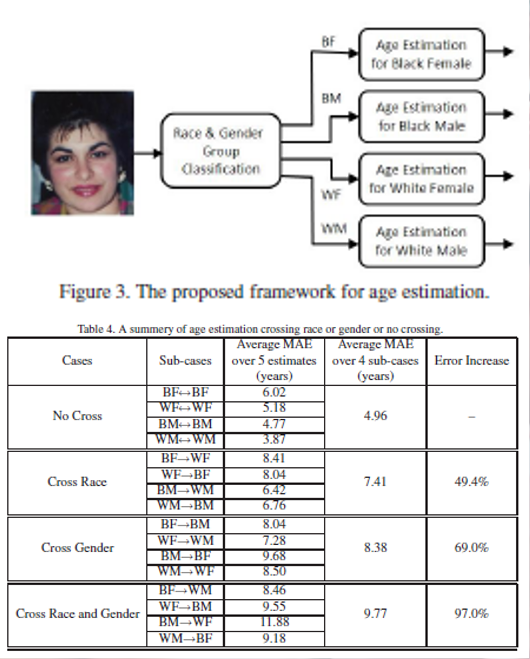 BF
Age Estimation
for Black Female
BM
Age Estimation
for Black Male
Race & Gender
Group
Classification
Age Estimation
for White Female
WF
WM
Age Estimation
for White Male
Figure 3. The proposed framework for age estimation.
Table 4. A summery of age estimation crossing race or gender or no crossing.
Cases Sub-cases Average MAE over 5 estimates (years) Average MAE over 4 sub-cases (years) Error Increase
No Cross BF↔BF 6.02 4.96 –
WF↔WF 5.18
BM↔BM 4.77
WM↔WM 3.87
Cross Race BF→WF 8.41 7.41 49.4%
WF→BF 8.04
BM→WM 6.42
WM→BM 6.76
Cross Gender BF→BM 8.04 8.38 69.0%
WF→WM 7.28
BM→BF 9.68
WM→WF 8.50
Cross Race and Gender BF→WM 8.46 9.77 97.0%
WF→BM 9.55
BM→WF 11.88
WM→BF 9.18